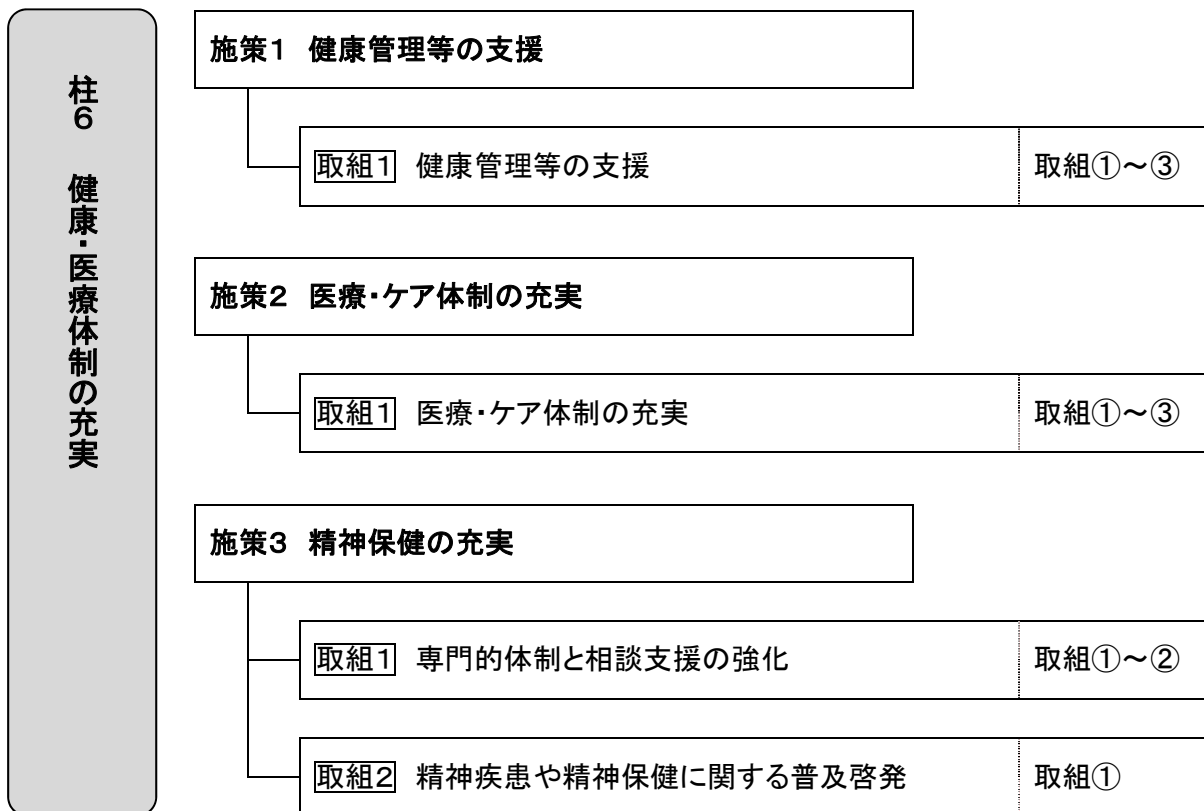 柱6 健康・医療体制の充実
施策1 健康管理等の支援
取組1 健康管理等の支援 取組①~③
施策2 医療・ケア体制の充実
取組1 医療・ケア体制の充実 取組①~③
施策3 精神保健の充実
取組1 専門的体制と相談支援の強化 取組①~②
取組2 精神疾患や精神保健に関する普及啓発 取組①